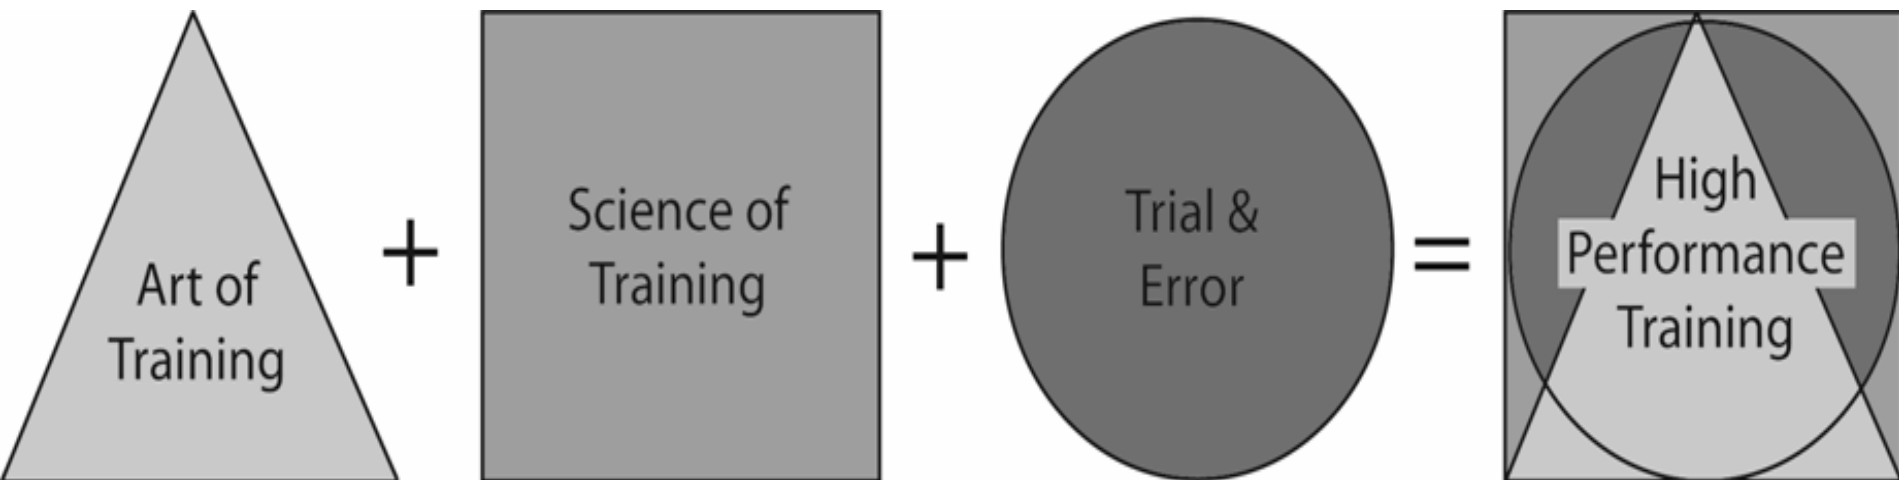 Art of
Training
+
Science of
Training
+
Trial &
Error
=
High
Performance
Training